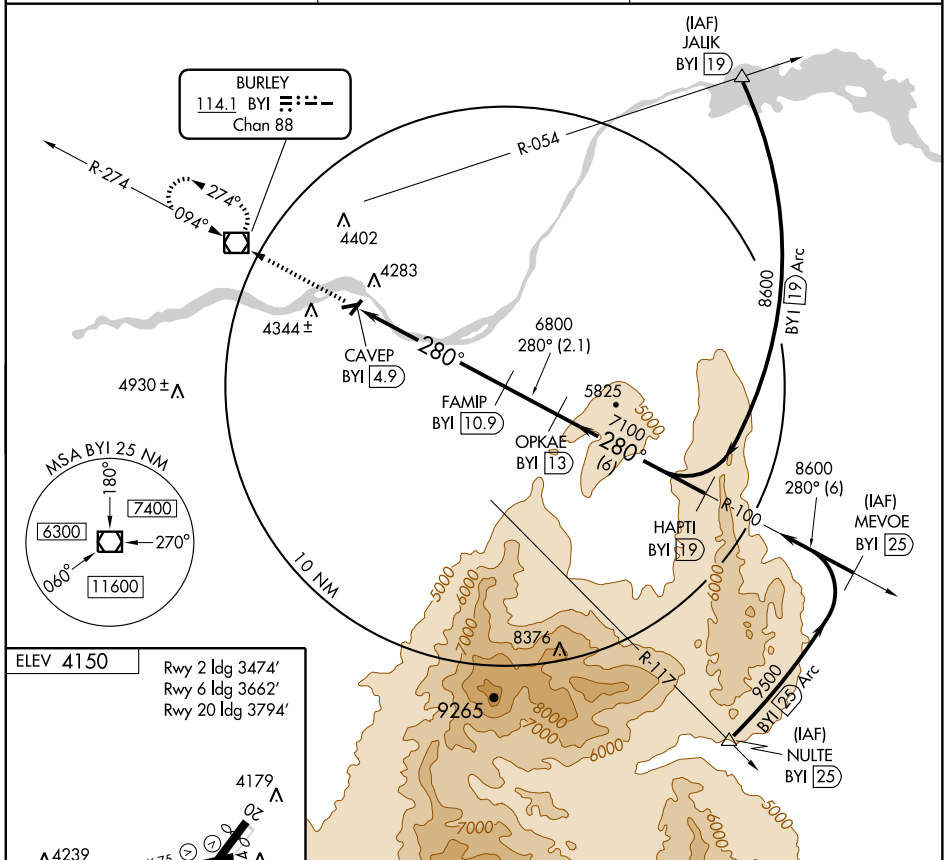 (IAF)
JALIK
BYI 19
BURLEY
114.1 BYI
Chan 88
R-054
R-274
274°
094°
4402
4283
4344 ±
8600
BYI 19 Arc
CAVEP
BYI 4.9
280°
6800
280° (2.1)
4930 ±
FAMIP
BYI 10.9
5825
5000
7100
280°
(6)
OPKAE
BYI 13
MSA BYI 25 NM
180°
7400
6300
270°
060°
11600
8600
280° (6)
(IAF)
MEVOE
BYI 25
R-100
HAPTI
BYI 19
10 NM
5000
6000
7000
6000
8376
R-117
9500
BYI 25 Arc
9265
8000
7000
6000
(IAF)
NULTE
BYI 25
ELEV 4150
Rwy 2 ldg 3474'
Rwy 6 ldg 3662'
Rwy 20 ldg 3794'
4179
20
4239
7000
6000
5000